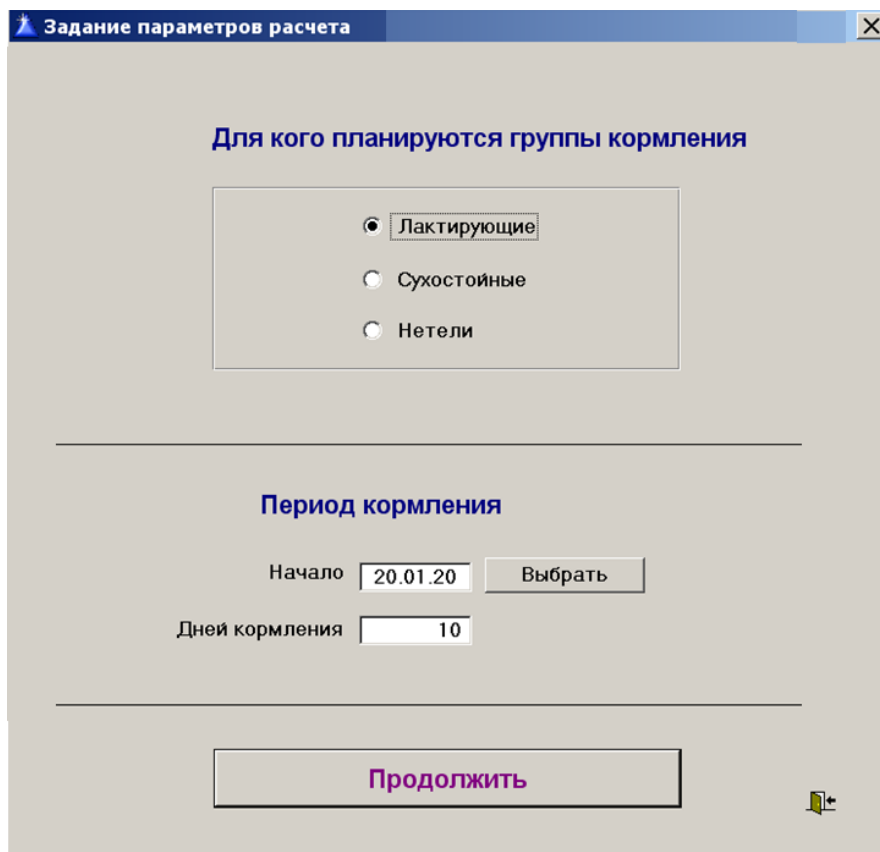 Задание параметров расчета
Для кого планируются группы кормления
Лактирующие
Сухостойные
Нетели
Период кормления
Начало 20.01.20 Выбрать
Дней кормления 10
Продолжить